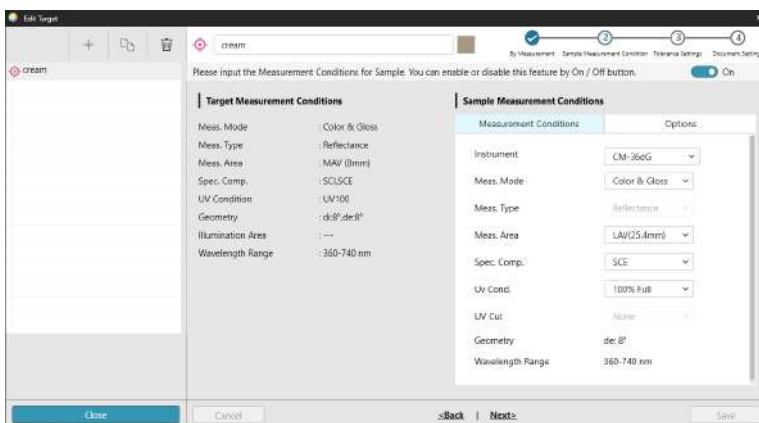 Edit Target
cream
By Measurement
2
Sample Measurement Condition
3
Tolerance Settings
4
Document Setting
cream
Please input the Measurement Conditions for Sample. You can enable or disable this feature by On / Off button.
On
Target Measurement Conditions
Meas. Mode : Color & Gloss
Meas. Type : Reflectance
Meas. Area : MAV (8mm)
Spec. Comp. : SCI,SCE
UV Condition : UV100
Geometry : di:8°,de:8°
Illumination Area : ---
Wavelength Range : 360-740 nm
Sample Measurement Conditions
Measurement Conditions
Options
Instrument CM-36dG
Meas. Mode Color & Gloss
Meas. Type Reflectance
Meas. Area LAV(25.4mm)
Spec. Comp. SCE
Uv Cond. 100% Full
UV Cut None
Geometry de: 8°
Wavelength Range 360-740 nm
Close
Cancel
<Back | Next>
Save